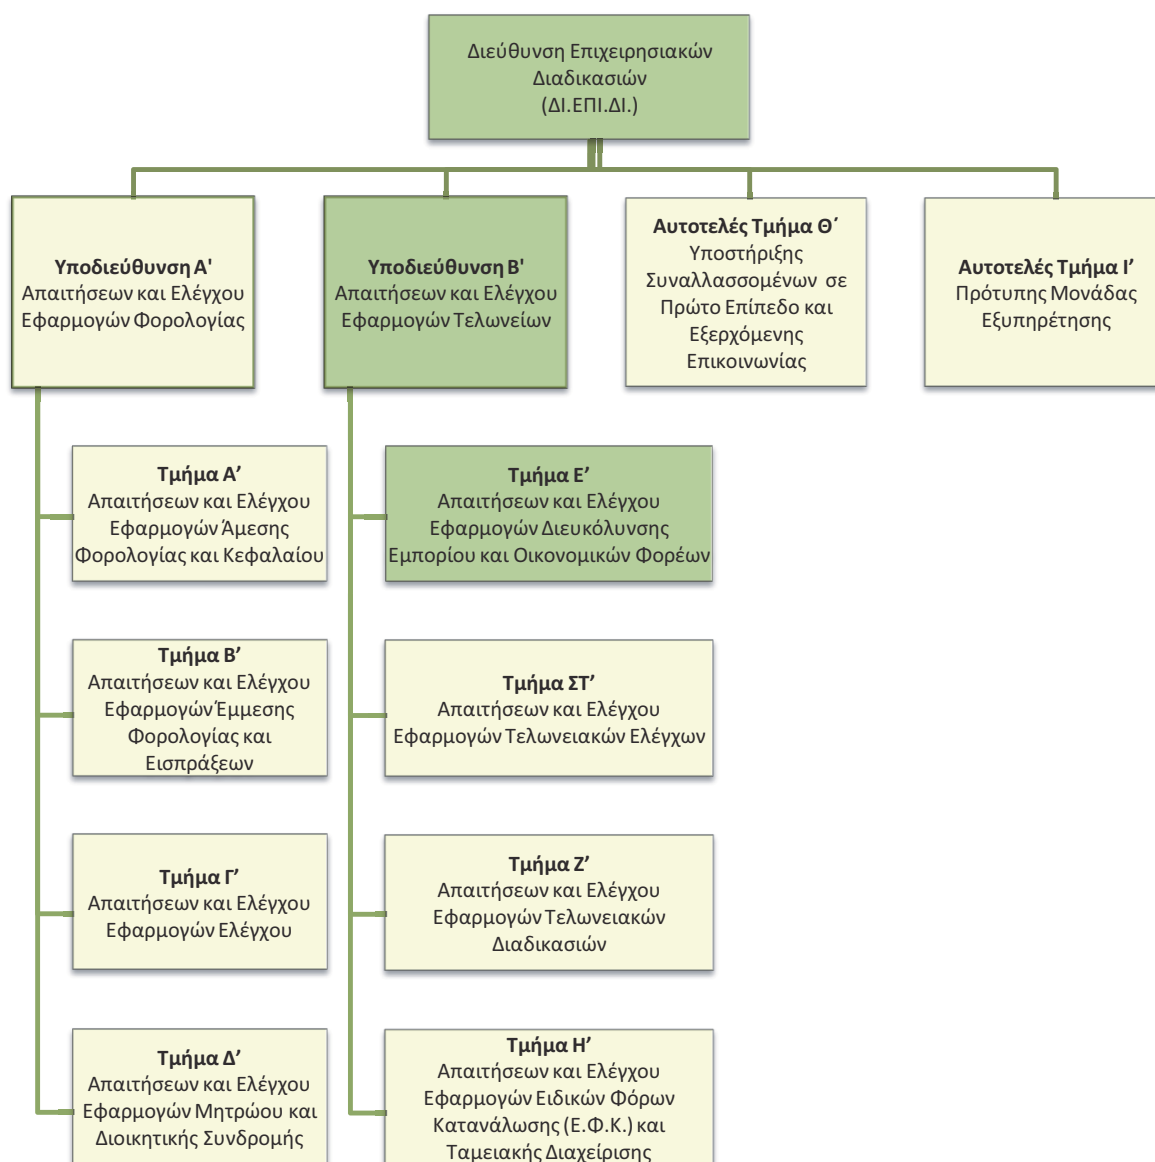 Διεύθυνση Επιχειρησιακών
Διαδικασιών
(ΔΙ.ΕΠΙ.ΔΙ.)
Υποδιεύθυνση Α'
Απαιτήσεων και Ελέγχου
Εφαρμογών Φορολογίας
Υποδιεύθυνση Β'
Απαιτήσεων και Ελέγχου
Εφαρμογών Τελωνείων
Αυτοτελές Τμήμα Θ΄
Υποστήριξης
Συναλλασσομένων σε
Πρώτο Επίπεδο και
Εξερχόμενης
Επικοινωνίας
Αυτοτελές Τμήμα Ι’
Πρότυπης Μονάδας
Εξυπηρέτησης
Τμήμα Α’
Απαιτήσεων και Ελέγχου
Εφαρμογών Άμεσης
Φορολογίας και Κεφαλαίου
Τμήμα Β’
Απαιτήσεων και Ελέγχου
Εφαρμογών Έμμεσης
Φορολογίας και
Εισπράξεων
Τμήμα Γ’
Απαιτήσεων και Ελέγχου
Εφαρμογών Ελέγχου
Τμήμα Δ’
Απαιτήσεων και Ελέγχου
Εφαρμογών Μητρώου και
Διοικητικής Συνδρομής
Τμήμα Ε’
Απαιτήσεων και Ελέγχου
Εφαρμογών Διευκόλυνσης
Εμπορίου και Οικονομικών Φορέων
Τμήμα ΣΤ’
Απαιτήσεων και Ελέγχου
Εφαρμογών Τελωνειακών Ελέγχων
Τμήμα Ζ’
Απαιτήσεων και Ελέγχου
Εφαρμογών Τελωνειακών
Διαδικασιών
Τμήμα Η’
Απαιτήσεων και Ελέγχου
Εφαρμογών Ειδικών Φόρων
Κατανάλωσης (Ε.Φ.Κ.) και
Ταμειακής Διαχείρισης